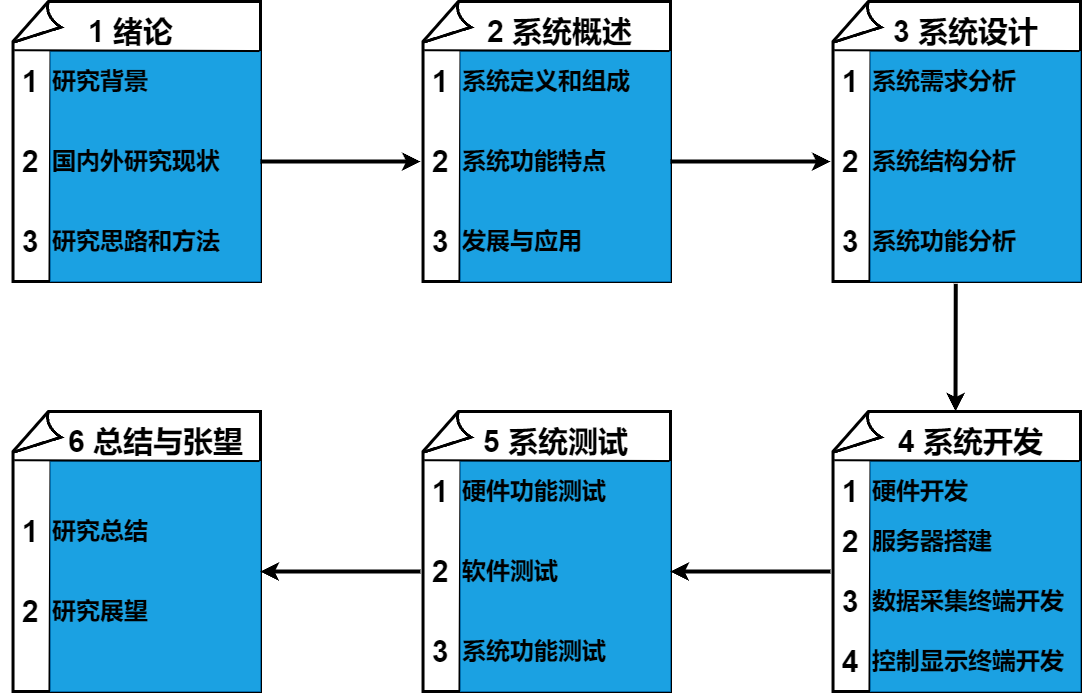 1 绪论
1 研究背景
2 国内外研究现状
3 研究思路和方法
2 系统概述
1 系统定义和组成
2 系统功能特点
3 发展与应用
3 系统设计
1 系统需求分析
2 系统结构分析
3 系统功能分析
4 系统开发
1 硬件开发
2 服务器搭建
3 数据采集终端开发
4 控制显示终端开发
5 系统测试
1 硬件功能测试
2 软件测试
3 系统功能测试
6 总结与张望
1 研究总结
2 研究展望